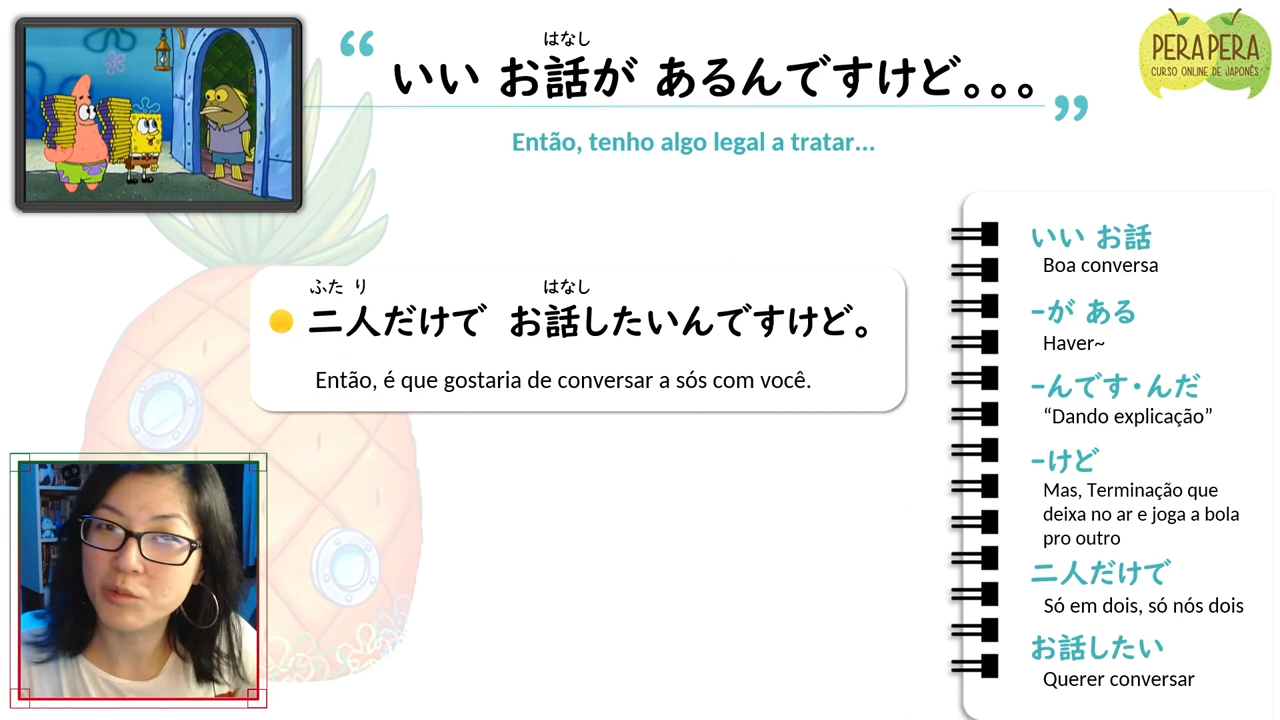 はなし
“ いい お話が あるんですけど。。。 ”
Então, tenho algo legal a tratar...
PERAPERA
CURSO ONLINE DE JAPONÊS
ふた り はなし
二人だけで お話したいんですけど。
Então, é que gostaria de conversar a sós com você.
いい お話
Boa conversa
-が ある
Haver~
-んです・んだ
“Dando explicação”
-けど
Mas, Terminação que
deixa no ar e joga a bola
pro outro
二人だけで
Só em dois, só nós dois
お話したい
Querer conversar